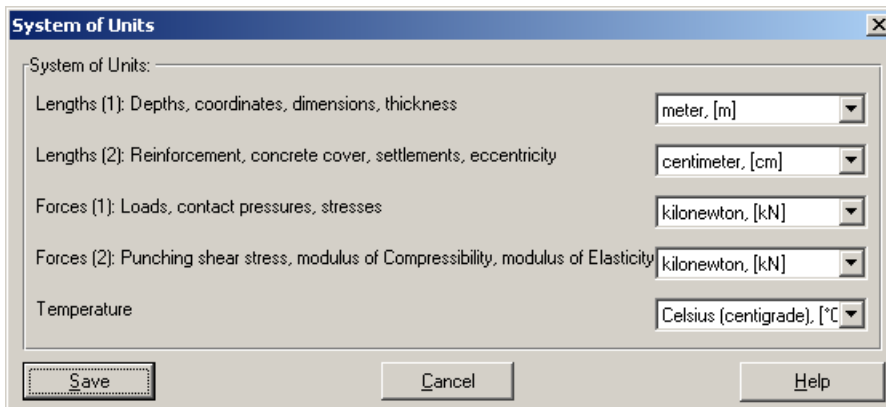 System of Units
System of Units:
Lengths (1): Depths, coordinates, dimensions, thickness meter, [m]
Lengths (2): Reinforcement, concrete cover, settlements, eccentricity centimeter, [cm]
Forces (1): Loads, contact pressures, stresses kilonewton, [kN]
Forces (2): Punching shear stress, modulus of Compressibility, modulus of Elasticity kilonewton, [kN]
Temperature Celsius (centigrade), [°C
Save Cancel Help